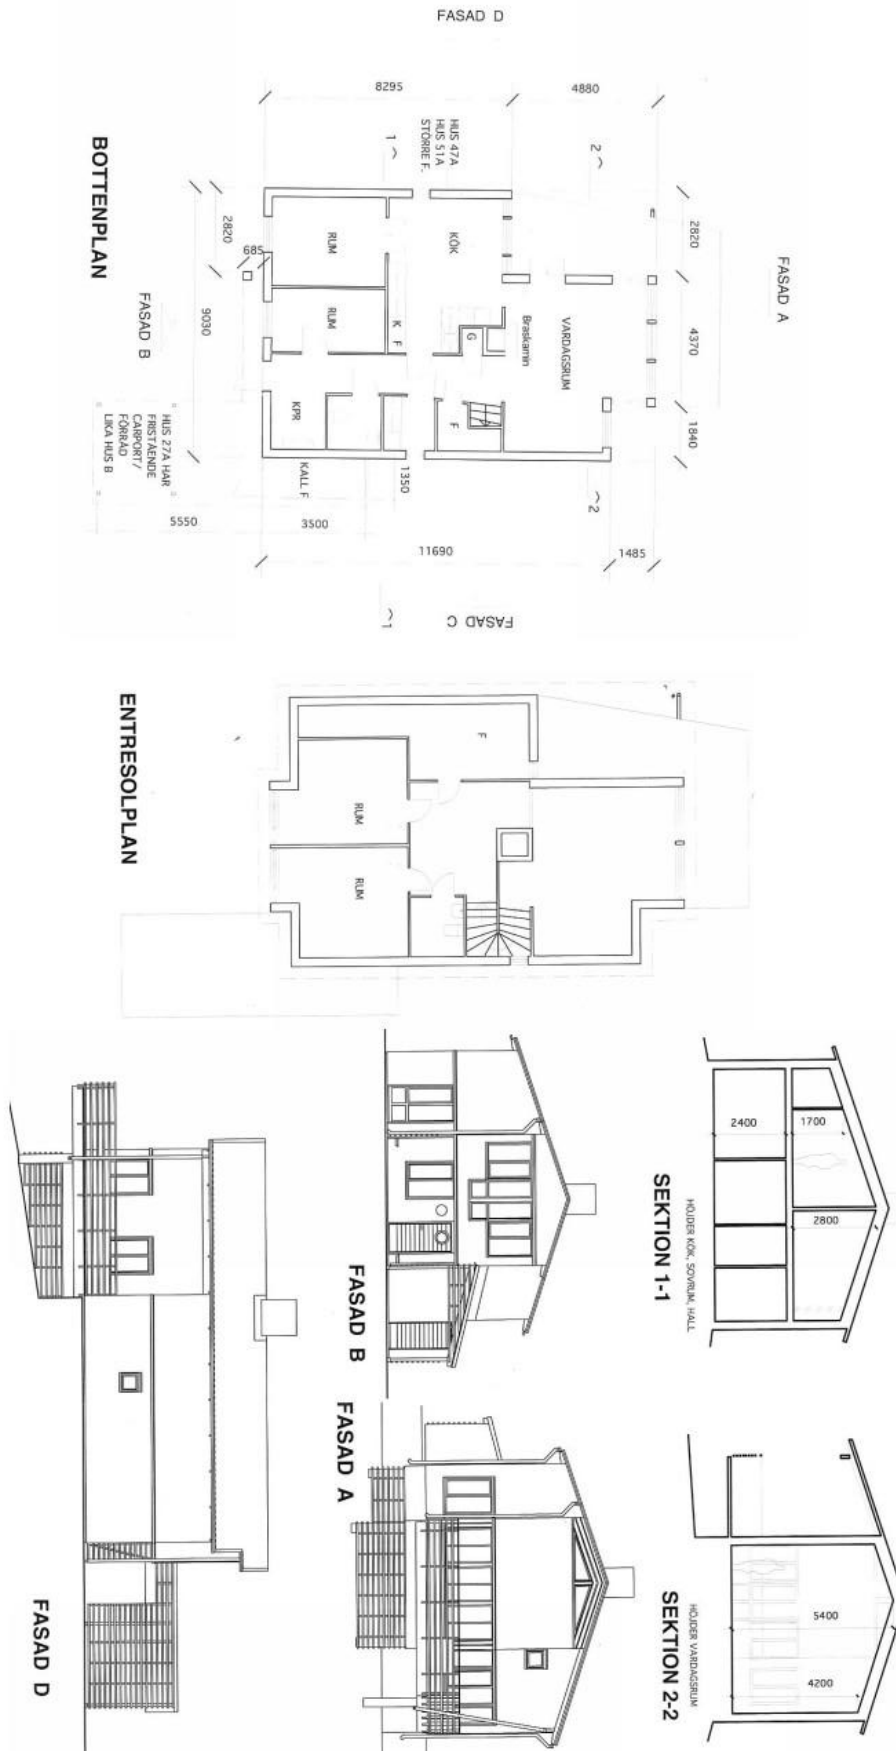 FASAD D
8295
4880
HUS 47A
HUS 51A
STÖRRE F.
1
2
BOTTENPLAN
2820
685
9030
RUM
KÖK
2820
FASAD A
FASAD B
RUM
K F
G
Braskamin
VARDAGSRUM
4370
KPR
F
1840
HUS 27A HAR
FRISTÅENDE
CARPORT/
FÖRRÅD
LIKA HUS B
KALL F
1350
2
5550
3500
11690
1485
1
FASAD C
ENTRESOLPLAN
F
RUM
RUM
2400
1700
2800
SEKTION 1-1
HÖJDER KÖK, SOVRUM, HALL
FASAD B
FASAD A
5400
4200
SEKTION 2-2
HÖJDER VARDAGSRUM
FASAD D